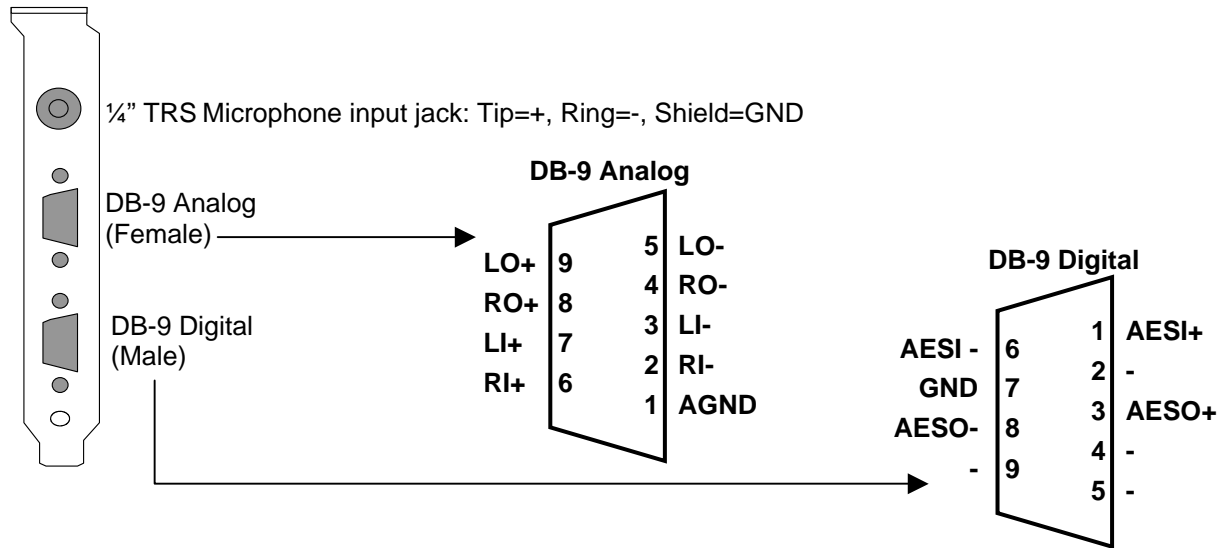 ¼” TRS Microphone input jack: Tip=+, Ring=-, Shield=GND
DB-9 Analog
(Female)
DB-9 Digital
(Male)
DB-9 Analog
LO+ 9
RO+ 8
LI+ 7
RI+ 6
5 LO-
4 RO-
3 LI-
2 RI-
1 AGND
DB-9 Digital
AESI - 6
GND 7
AESO- 8
- 9
1 AESI+
2 -
3 AESO+
4 -
5 -